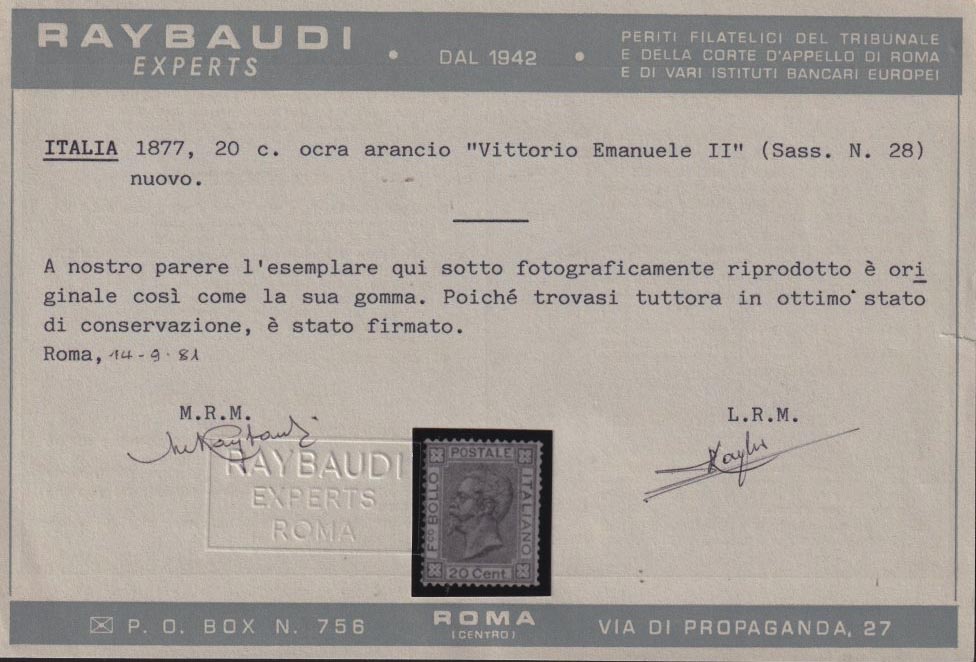 RAYBAUDI
EXPERTS
• DAL 1942 •
PERITI FILATELICI DEL TRIBUNALE
E DELLA CORTE D'APPELLO DI ROMA
E DI VARI ISTITUTI BANCARI EUROPEI
ITALIA 1877, 20 c. ocra arancio "Vittorio Emanuele II" (Sass. N. 28)
nuovo.
A nostro parere l'esemplare qui sotto fotograficamente riprodotto è ori
ginale così come la sua gomma. Poiché trovasi tuttora in ottimo stato
di conservazione, è stato firmato.
Roma, 14-9-81
M.R.M.
L.R.M.
RAYBAUDI
EXPERTS
ROMA
POSTALE
Fco BOLLO
ITALIANO
20 Cent.
P. O. BOX N. 756
ROMA
(CENTRO)
VIA DI PROPAGANDA, 27